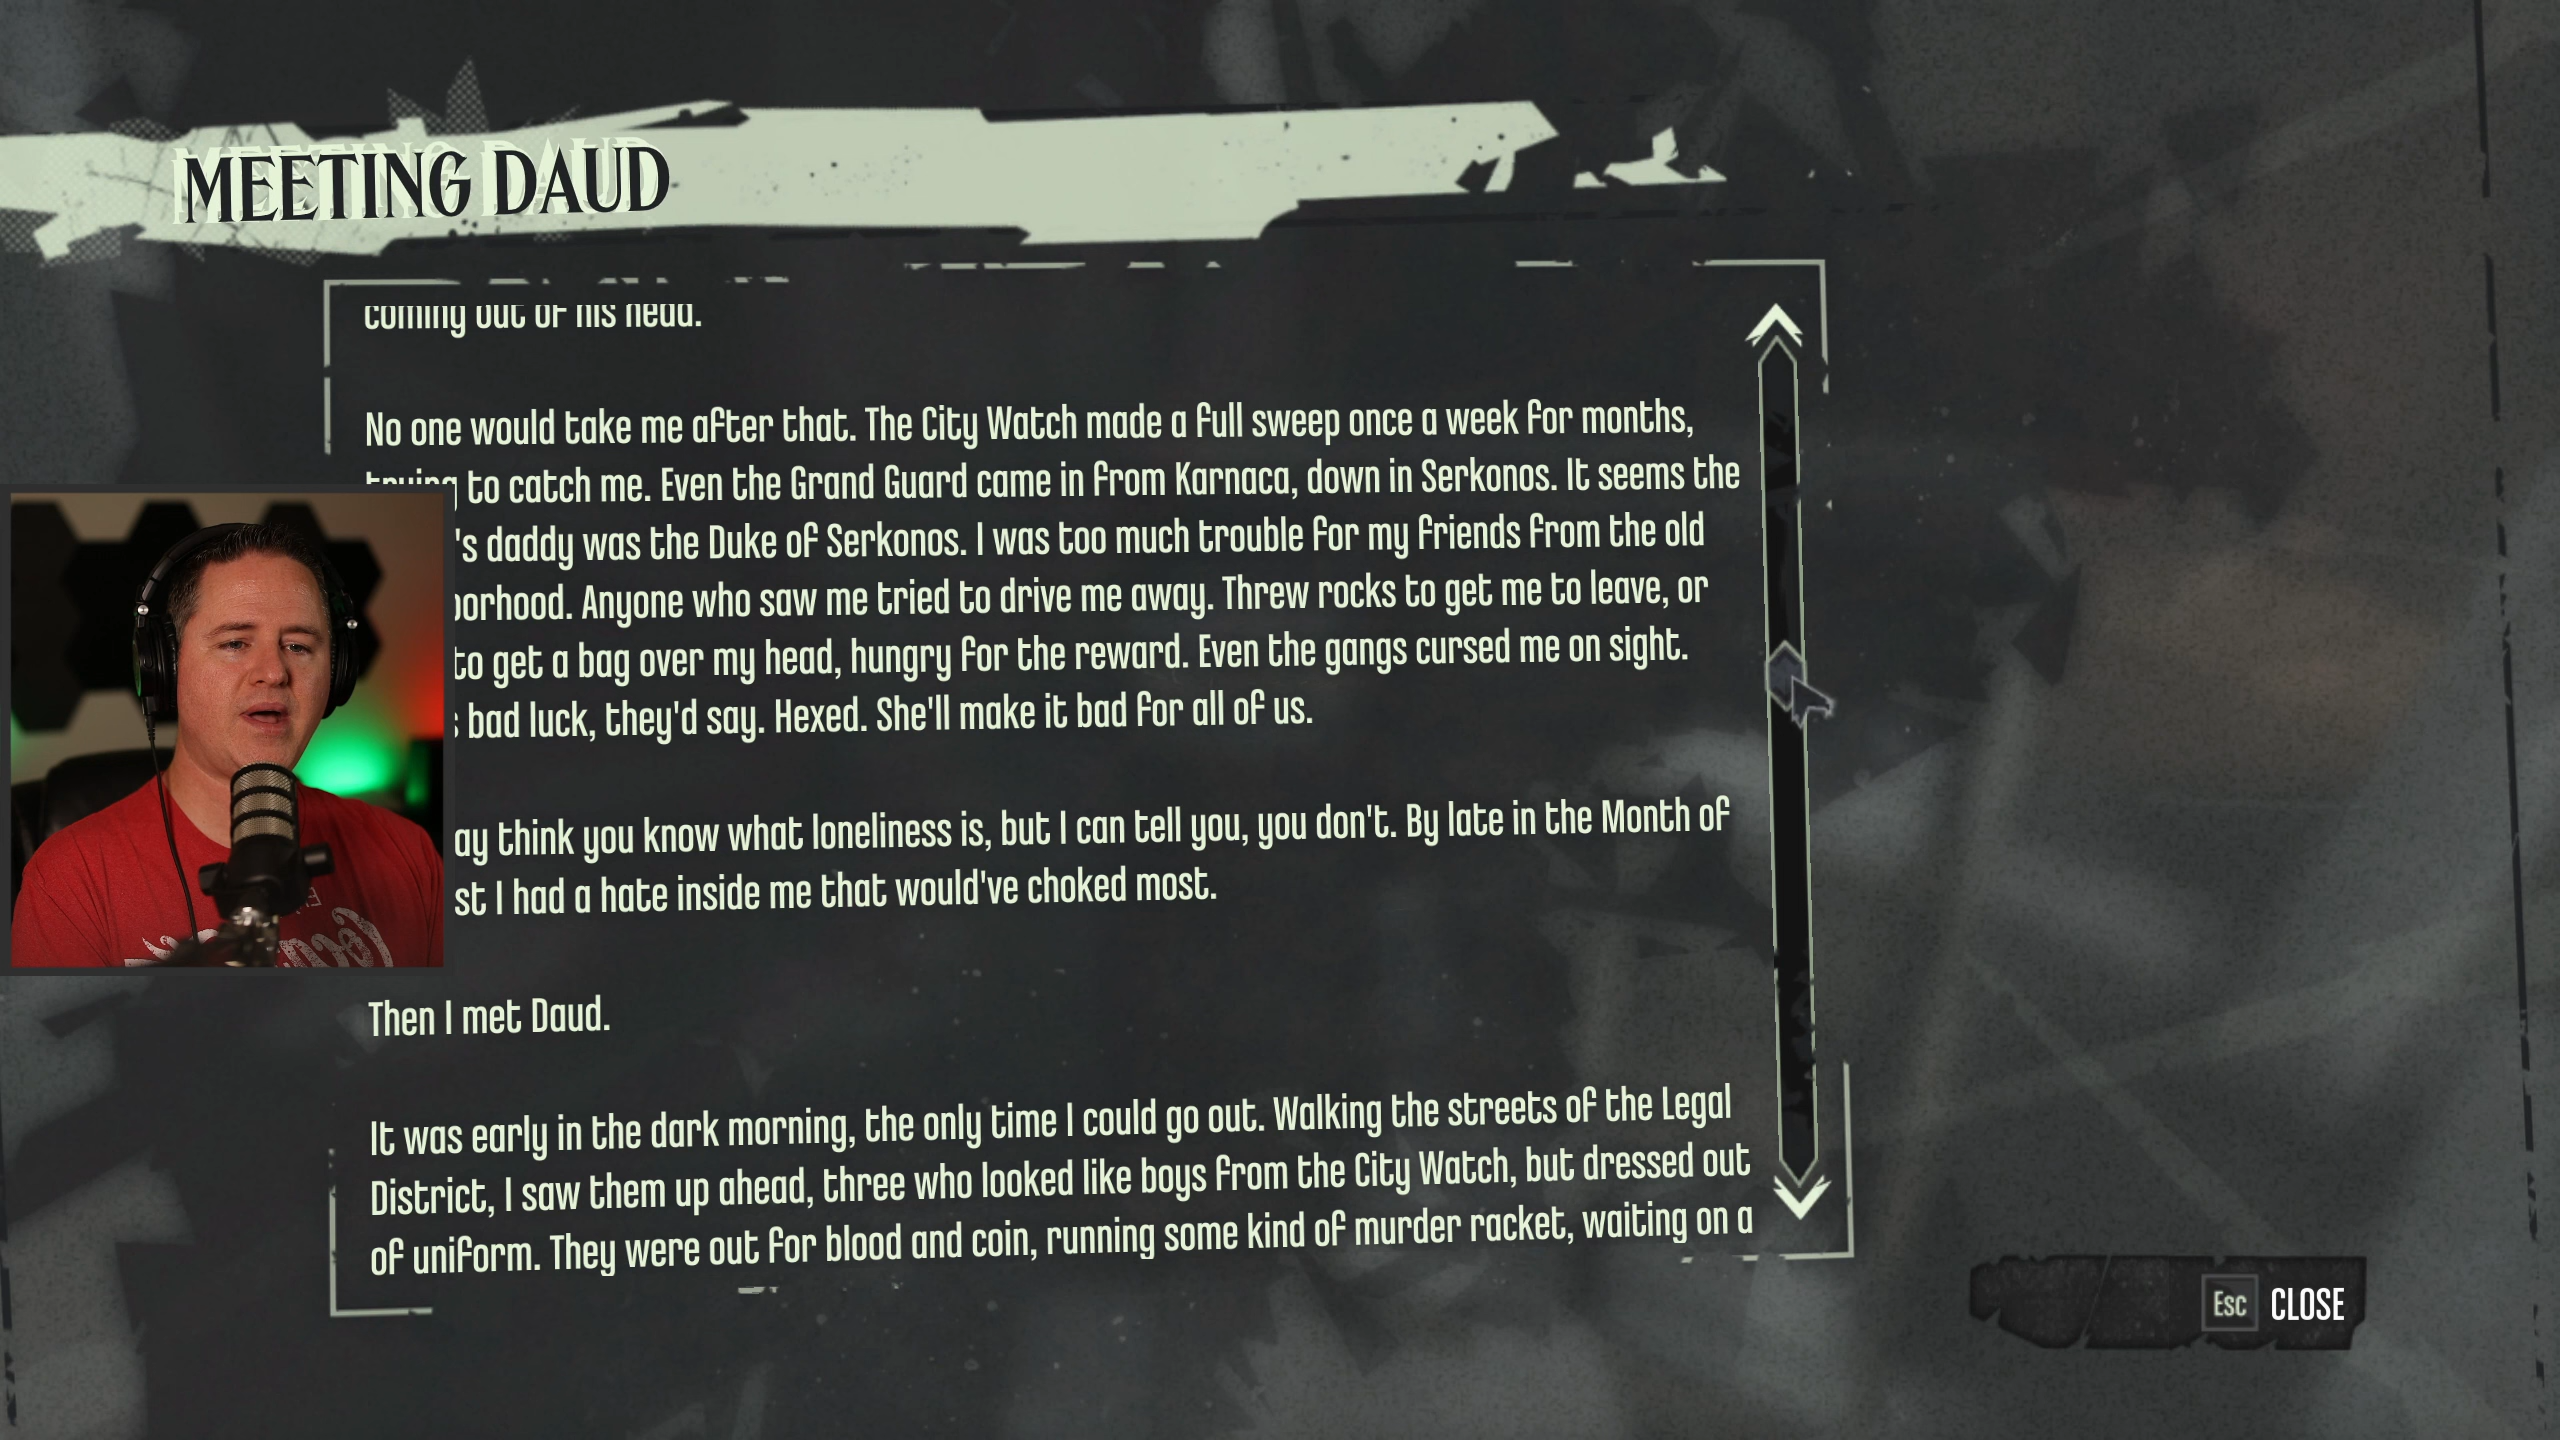 MEETING DAUD
coming out of his head.
No one would take me after that. The City Watch made a full sweep once a week for months,
trying to catch me. Even the Grand Guard came in from Karnaca, down in Serkonos. It seems the
's daddy was the Duke of Serkonos. I was too much trouble for my friends from the old
borhood. Anyone who saw me tried to drive me away. Threw rocks to get me to leave, or
to get a bag over my head, hungry for the reward. Even the gangs cursed me on sight.
bad luck, they'd say. Hexed. She'll make it bad for all of us.
ay think you know what loneliness is, but I can tell you, you don't. By late in the Month of
st I had a hate inside me that would've choked most.
Then I met Daud.
It was early in the dark morning, the only time I could go out. Walking the streets of the Legal
District, I saw them up ahead, three who looked like boys from the City Watch, but dressed out
of uniform. They were out for blood and coin, running some kind of murder racket, waiting on a
Esc CLOSE